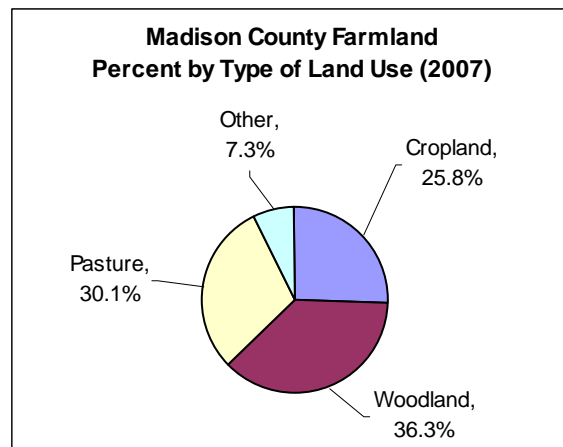 Madison County Farmland
Percent by Type of Land Use (2007)
Other,
7.3%
Cropland,
25.8%
Pasture,
30.1%
Woodland,
36.3%